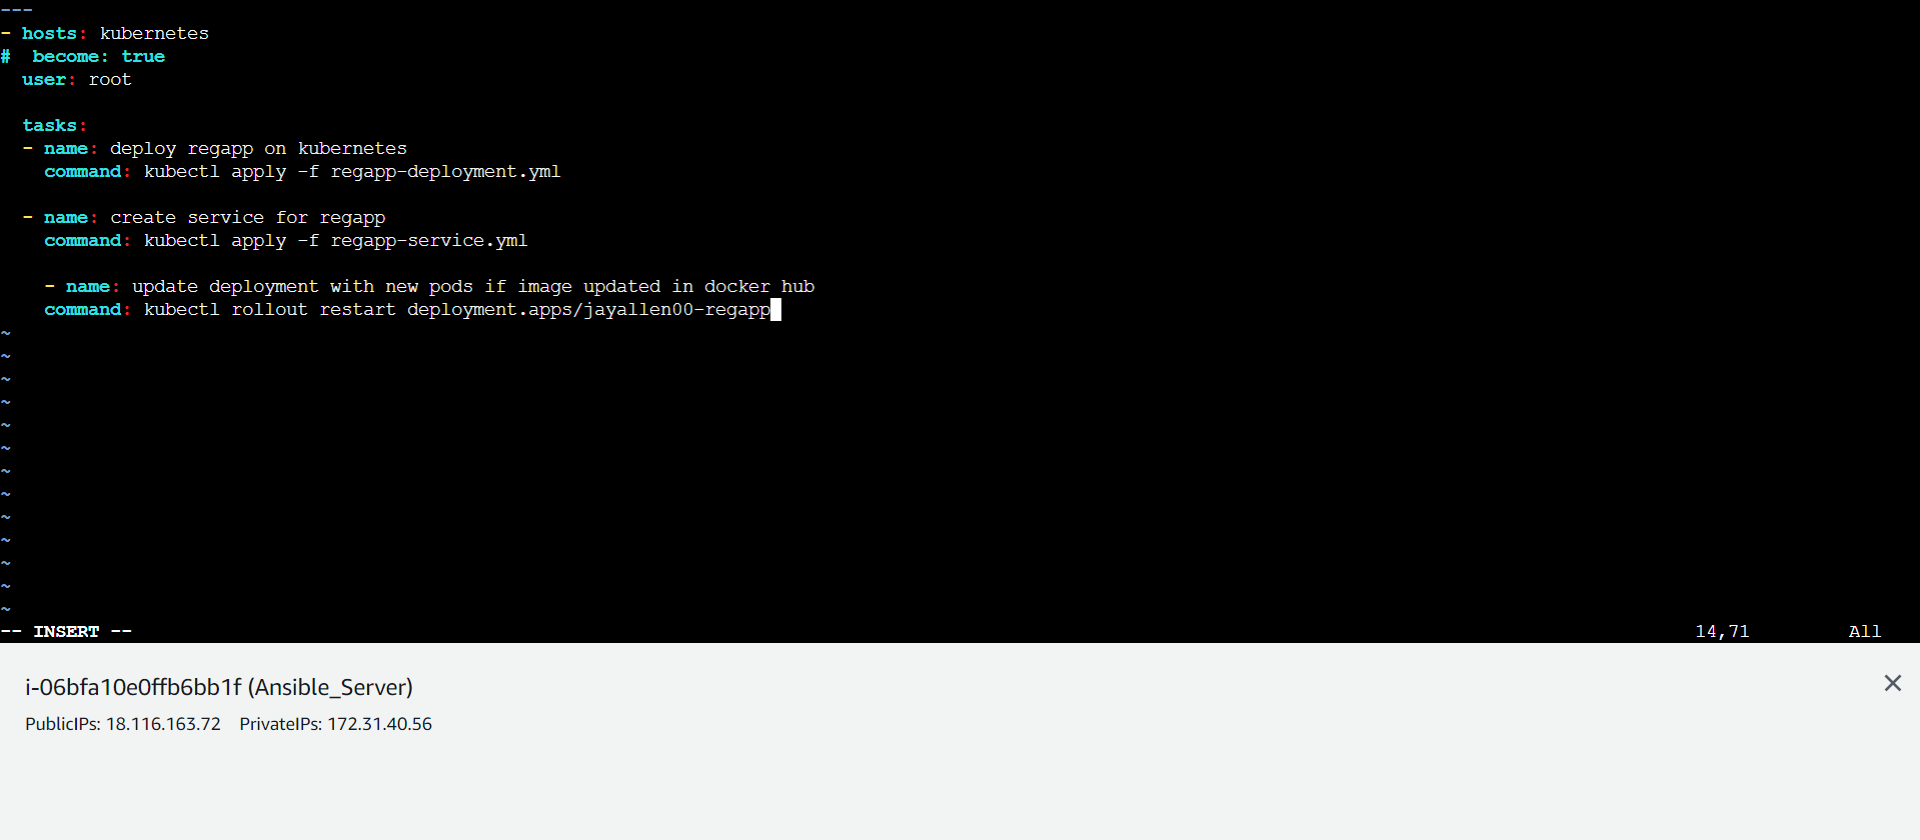 ---
- hosts: kubernetes
#  become: true
  user: root

  tasks:
  - name: deploy regapp on kubernetes
    command: kubectl apply -f regapp-deployment.yml

  - name: create service for regapp
    command: kubectl apply -f regapp-service.yml

    - name: update deployment with new pods if image updated in docker hub
    command: kubectl rollout restart deployment.apps/jayallen00-regapp
~
~
~
~
~
~
~
~
~
~
~
~
~
-- INSERT -- 14,71 All
i-06bfa10e0ffb6bb1f (Ansible_Server)
PublicIPs: 18.116.163.72 PrivateIPs: 172.31.40.56